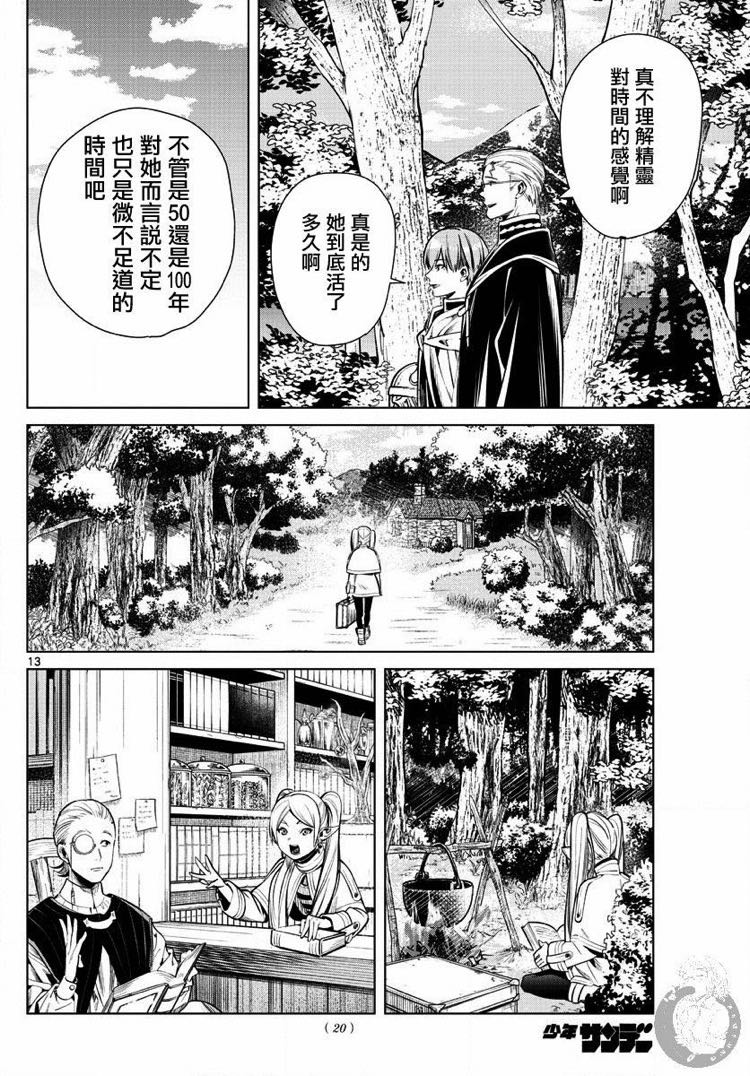 真不理解精靈
對時間的感覺啊
真是的
她到底活了
多久啊
不管是50還是100年
對她而言說不定
也只是微不足道的
時間吧
13
(20)
少年サンデー